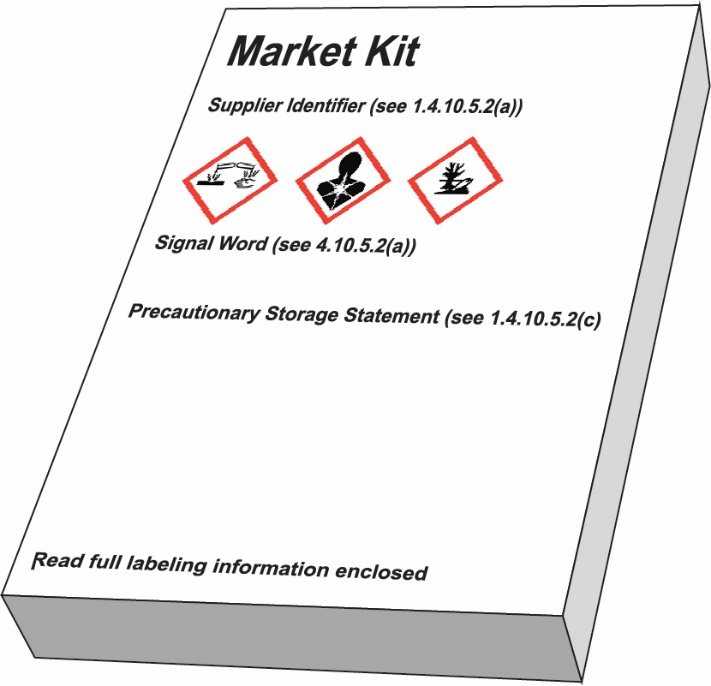 Market Kit
Supplier Identifier (see 1.4.10.5.2(a))
Signal Word (see 4.10.5.2(a))
Precautionary Storage Statement (see 1.4.10.5.2(c)
Read full labeling information enclosed